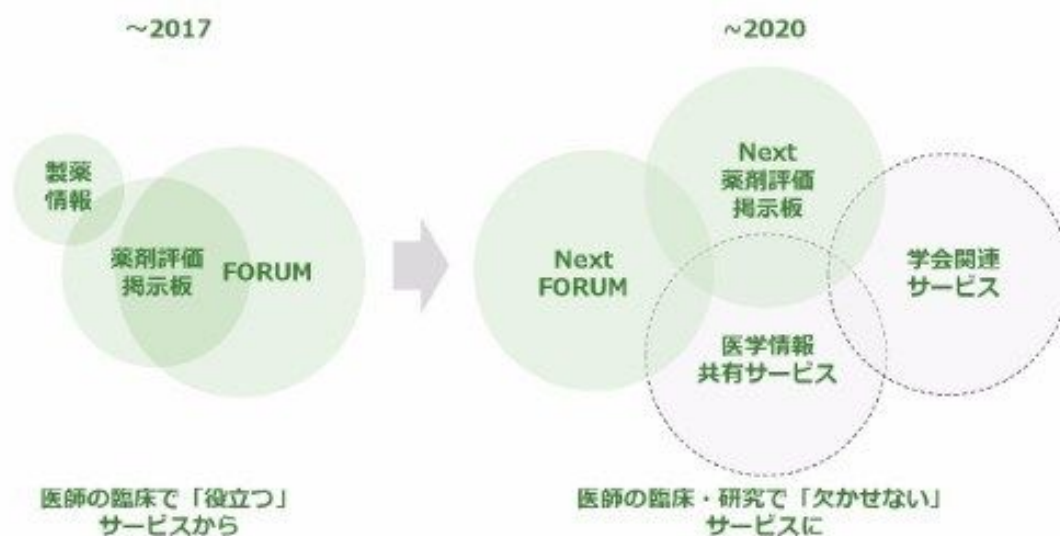 ～2017
製薬
情報
薬剤評価
掲示板
FORUM
医師の臨床で「役立つ」
サービスから
~2020
Next
薬剤評価
掲示板
Next
FORUM
学会関連
サービス
医学情報
共有サービス
医師の臨床・研究で「欠かせない」
サービスに